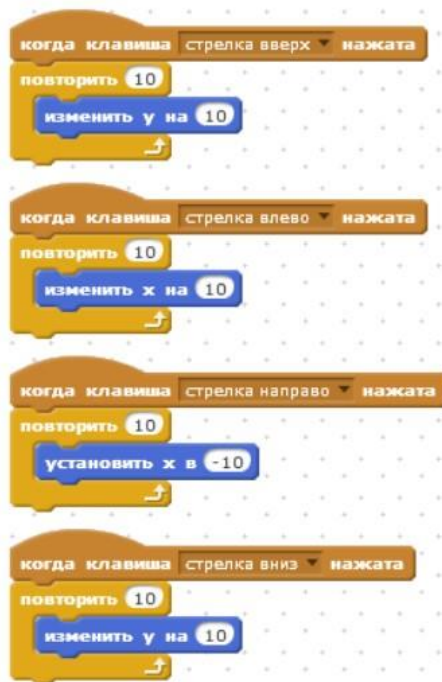 когда клавиша стрелка вверх нажата
повторить 10
изменить y на 10
когда клавиша стрелка влево нажата
повторить 10
изменить x на 10
когда клавиша стрелка направо нажата
повторить 10
установить x в -10
когда клавиша стрелка вниз нажата
повторить 10
изменить y на 10